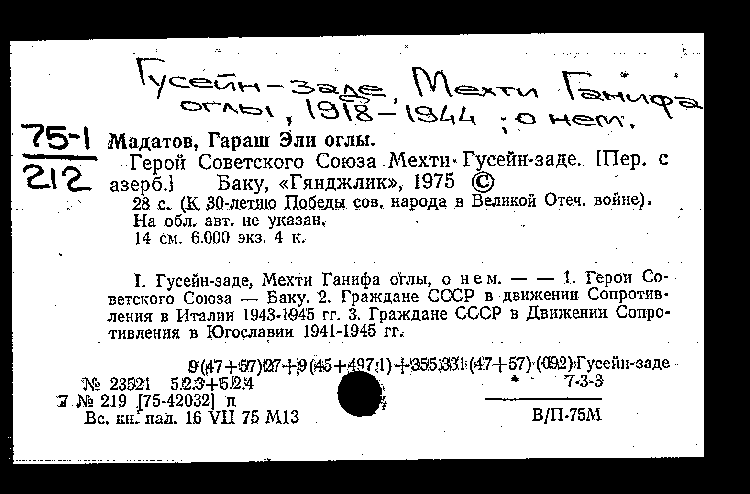 Гусейн-заде, Мехти Ганифа
оглы, 1918-1944; о нем.
75-1
212
Мадатов, Гараш Эли оглы.
Герой Советского Союза Мехти Гусейн-заде. [Пер. с
азерб.] Баку, «Гянджлик», 1975 ©
28 с. (К 30-летию Победы сов. народа в Великой Отеч. войне).
На обл. авт. не указан.
14 см. 6.000 экз. 4 к.
I. Гусейн-заде, Мехти Ганифа оглы, о нем. — — 1. Герои Со-
ветского Союза — Баку. 2. Граждане СССР в движении Сопротив-
ления в Италии 1943-1945 гг. 3. Граждане СССР в Движении Сопро-
тивления в Югославии 1941-1945 гг.
9(47+57)27+9(45+497.1)+355.331(47+57)(092) Гусейн-заде
№ 23521 5.2.3+5.2.4 7-3-3
№ 219 [75-42032] п
Вс. кн. пал. 16 VII 75 М13 В/П-75М